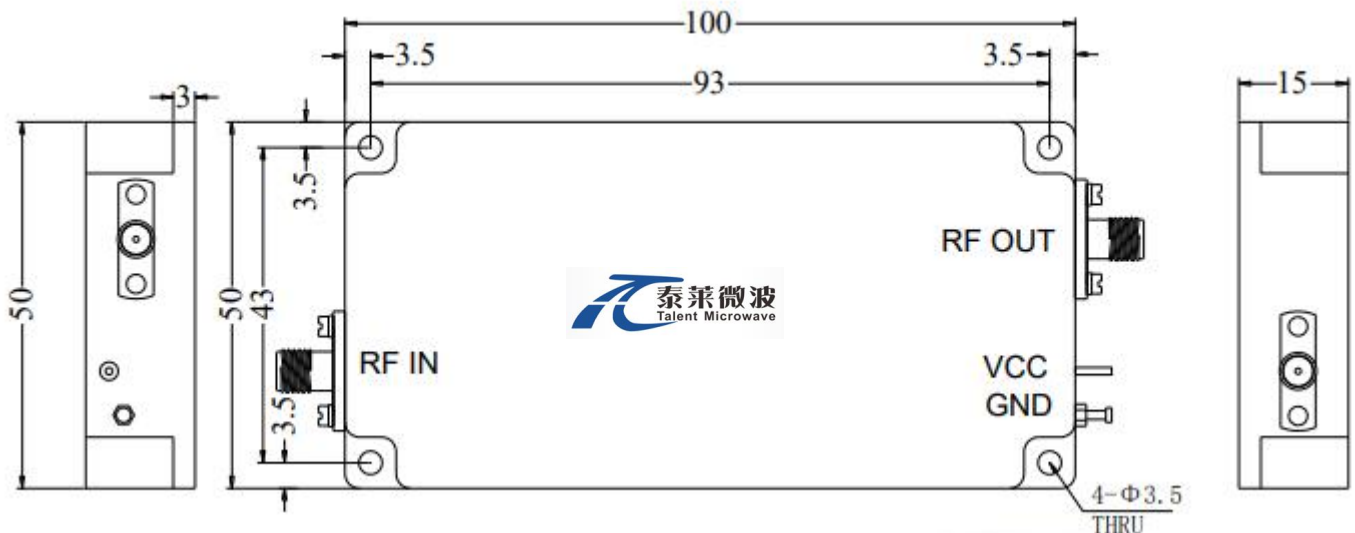 100
3.5
3.5
93
3
15
3.5
50
50
43
RF OUT
泰莱微波
Talent Microwave
RF IN
VCC
GND
3.5
4-Φ3.5
THRU